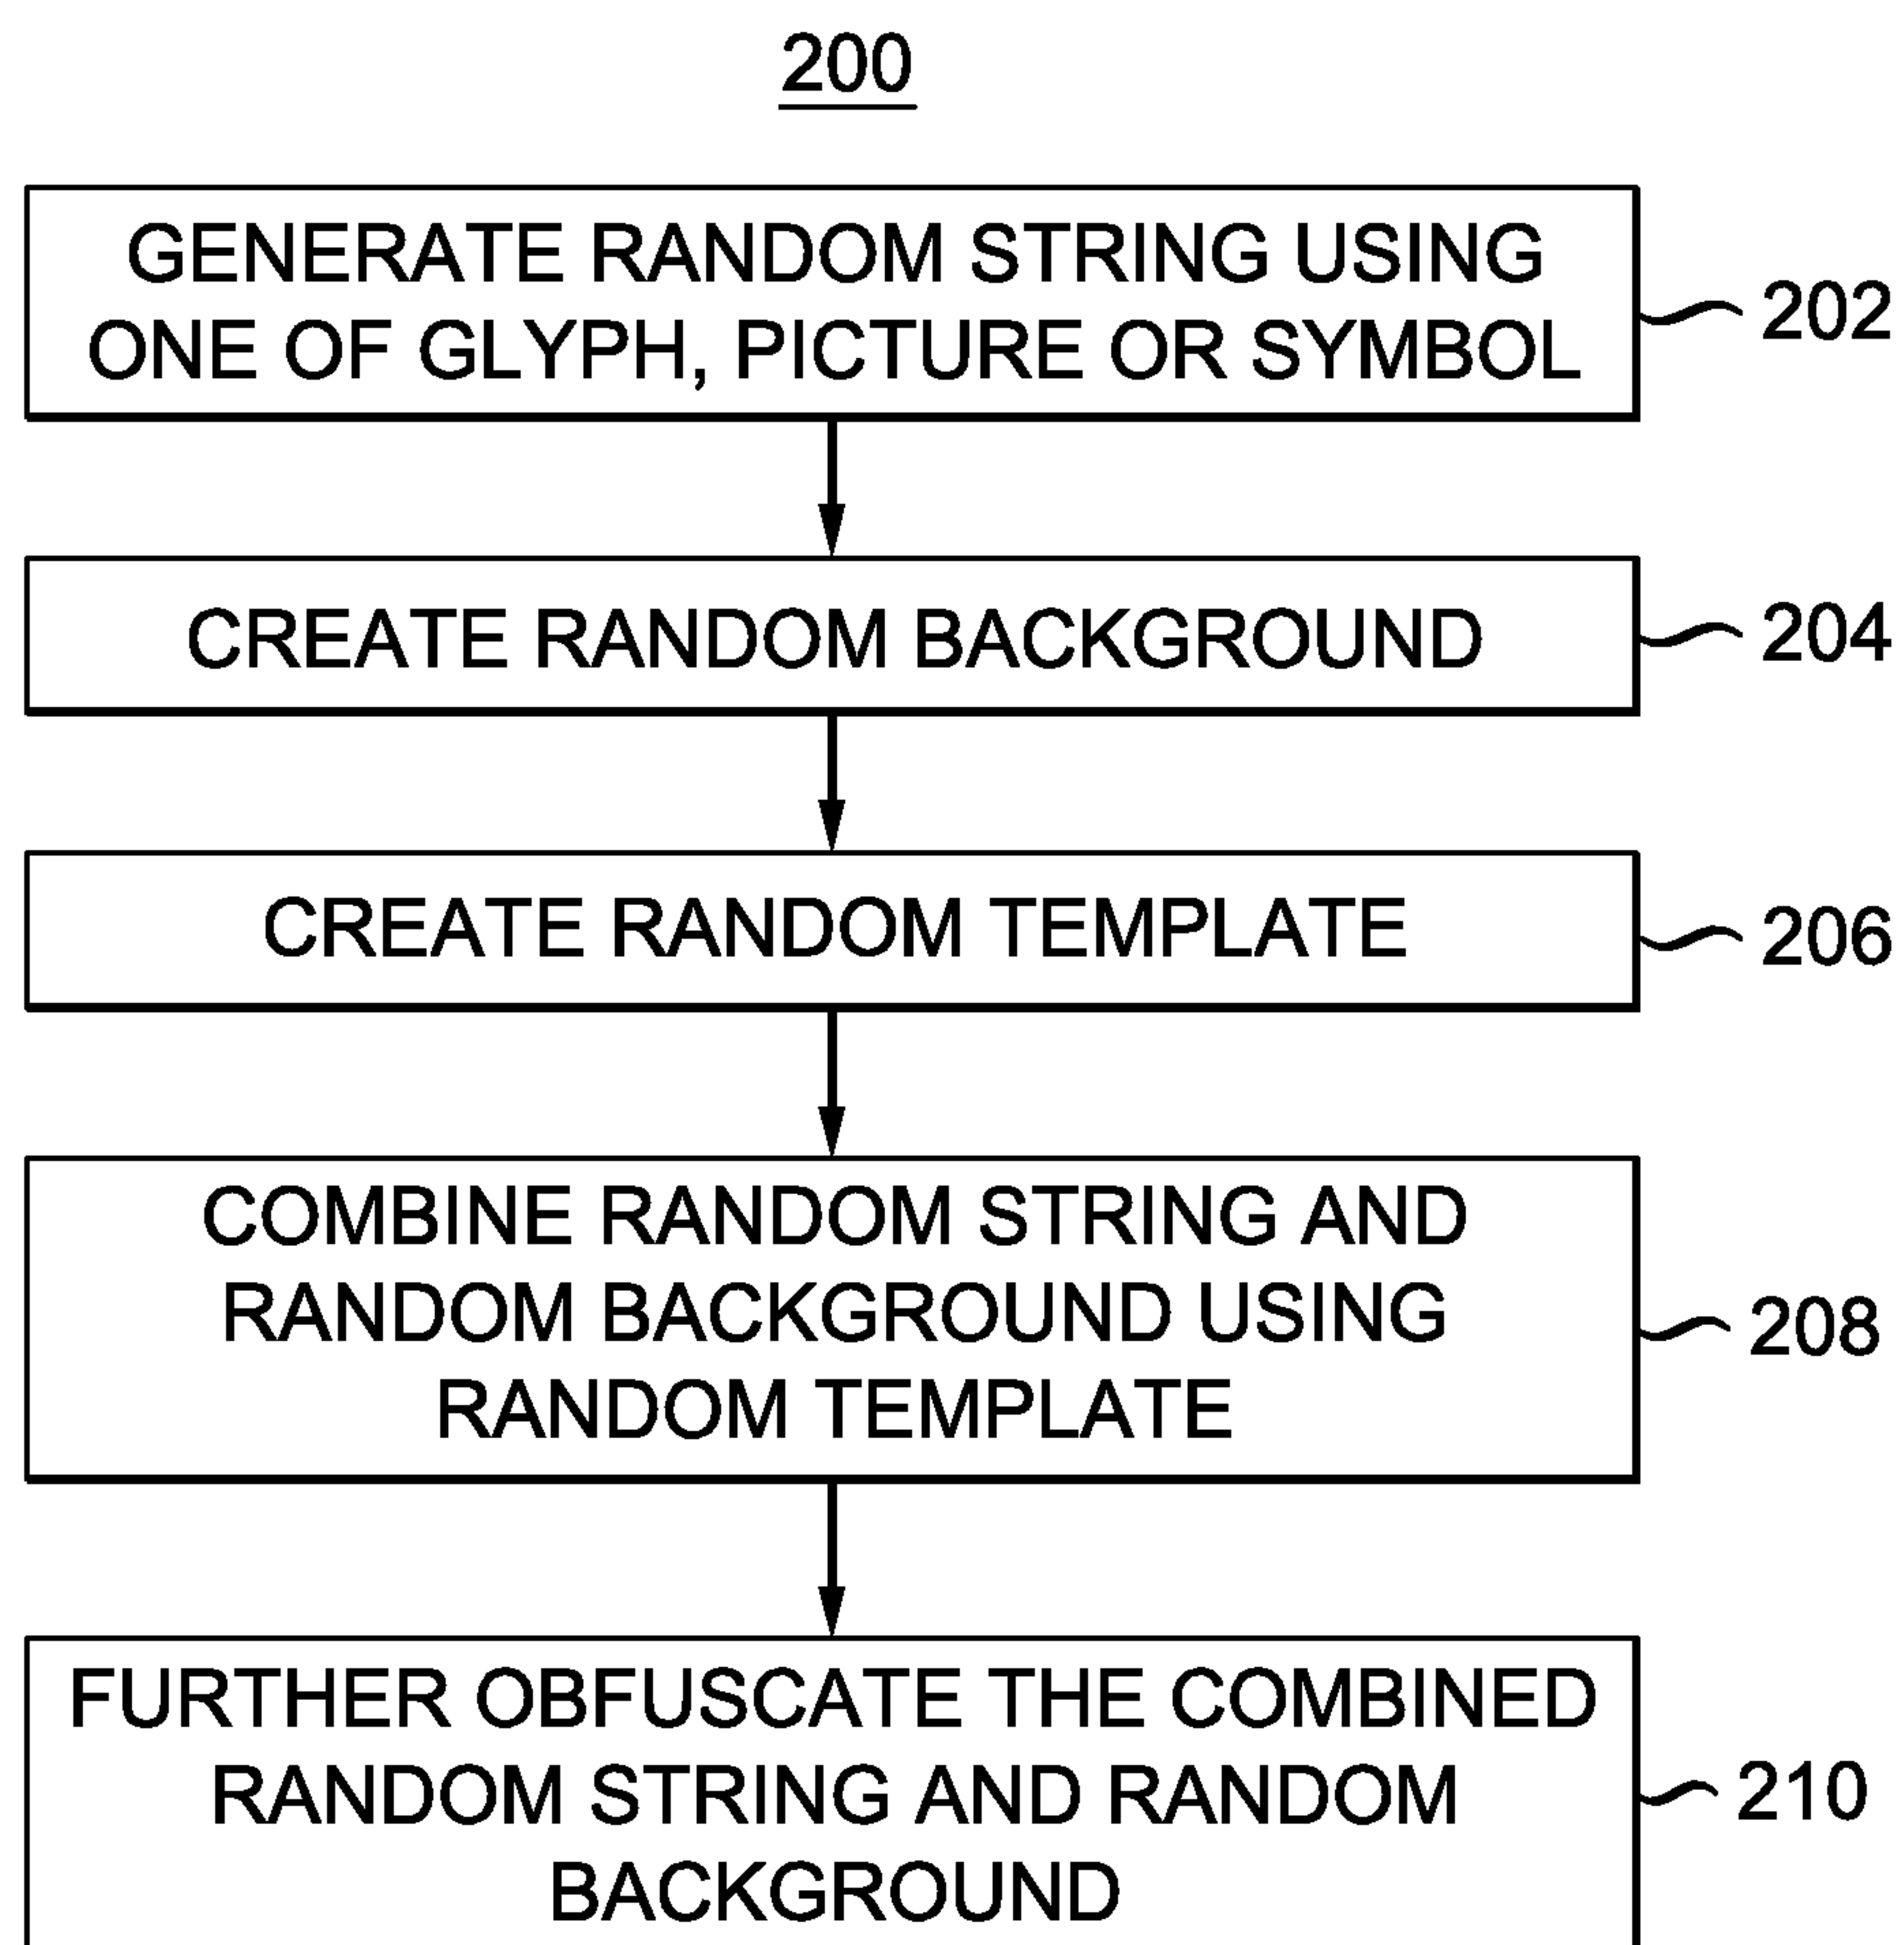 200
GENERATE RANDOM STRING USING
ONE OF GLYPH, PICTURE OR SYMBOL
202
CREATE RANDOM BACKGROUND
204
CREATE RANDOM TEMPLATE
206
COMBINE RANDOM STRING AND
RANDOM BACKGROUND USING
RANDOM TEMPLATE
208
FURTHER OBFUSCATE THE COMBINED
RANDOM STRING AND RANDOM
BACKGROUND
210